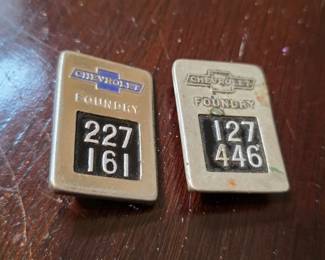 CHEVROLET
FOUNDRY
227
161
CHEVROLET
FOUNDRY
127
446